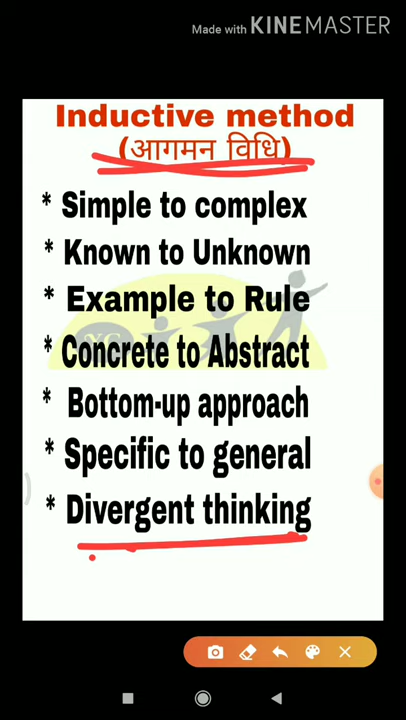 Made with KINEMASTER
Inductive method
(आगमन विधि)
* Simple to complex
* Known to Unknown
* Example to Rule
* Concrete to Abstract
* Bottom-up approach
* Specific to general
* Divergent thinking